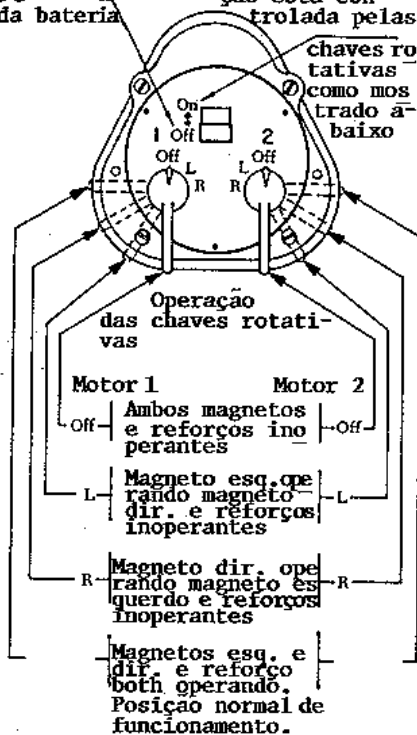 da bateria
trolada pelas
chaves ro
tativas
como mos
trado a-
baixo
On
1 Off 2
Off Off
L L
R R
Operação
das chaves rotati-
vas
Motor 1 Motor 2
Off Ambos magnetos Off
e reforços ino
perantes
L Magneto esq.ope L
rando magneto
dir. e reforços
inoperantes
R Magneto dir. ope R
rando magneto es
querdo e reforços
inoperantes
Magnetos esq. e
dir. e reforço
both operando.
Posição normal de
funcionamento.